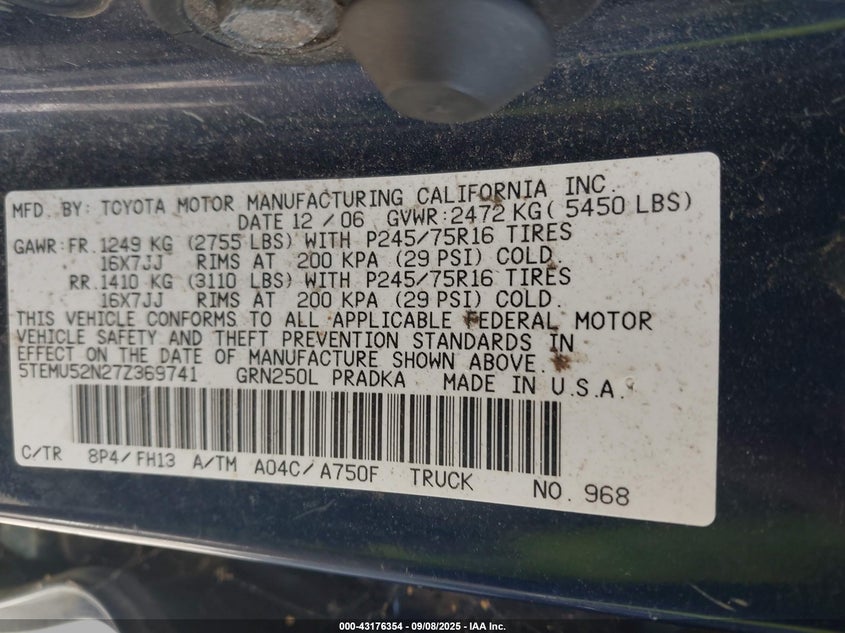 MFD. BY: TOYOTA MOTOR MANUFACTURING CALIFORNIA INC.
DATE 12 / 06 GVWR: 2472 KG( 5450 LBS)
GAWR: FR. 1249 KG (2755 LBS) WITH P245/75R16 TIRES
16X7JJ RIMS AT 200 KPA (29 PSI) COLD.
RR. 1410 KG (3110 LBS) WITH P245/75R16 TIRES
16X7JJ RIMS AT 200 KPA (29 PSI) COLD.
THIS VEHICLE CONFORMS TO ALL APPLICABLE FEDERAL MOTOR
VEHICLE SAFETY AND THEFT PREVENTION STANDARDS IN
EFFECT ON THE DATE OF MANUFACTURE SHOWN ABOVE.
5TEMU52N27Z369741 GRN250L PRADKA MADE IN U.S.A.
C/TR 8P4/ FH13 A/TM A04C/ A750F TRUCK NO. 968
000-43176354 - 09/08/2025 - IAA Inc.